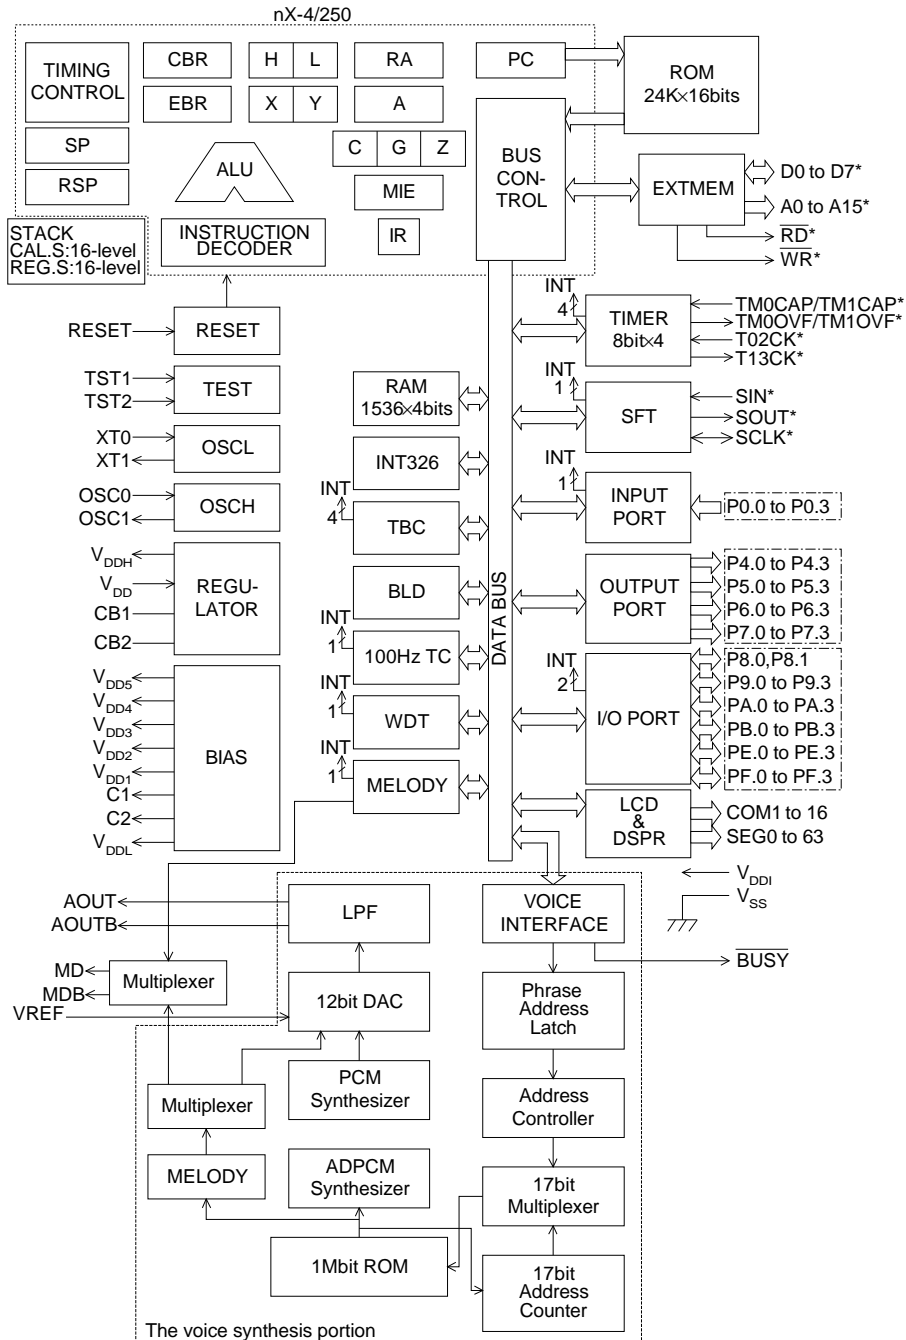 nX-4/250
TIMING
CONTROL
CBR
H
L
RA
PC
ROM
24K×16bits
EBR
X
Y
A
SP
C
G
Z
BUS
CON-
TROL
RSP
ALU
MIE
EXTMEM
D0 to D7*
A0 to A15*
RD*
WR*
STACK
CAL.S:16-level
REG.S:16-level
INSTRUCTION
DECODER
IR
RESET
RESET
TST1
TST2
TEST
XT0
XT1
OSCL
OSC0
OSC1
OSCH
VDDH
VDD
CB1
CB2
REGU-
LATOR
VDD5
VDD4
VDD3
VDD2
VDD1
C1
C2
VDDL
BIAS
RAM
1536×4bits
INT326
INT
4
TBC
BLD
INT
1
100Hz TC
INT
1
WDT
INT
1
MELODY
DATA BUS
INT
4
TIMER
8bit×4
TM0CAP/TM1CAP*
TM0OVF/TM1OVF*
T02CK*
T13CK*
INT
1
SFT
SIN*
SOUT*
SCLK*
INT
1
INPUT
PORT
P0.0 to P0.3
OUTPUT
PORT
P4.0 to P4.3
P5.0 to P5.3
P6.0 to P6.3
P7.0 to P7.3
INT
2
I/O PORT
P8.0,P8.1
P9.0 to P9.3
PA.0 to PA.3
PB.0 to PB.3
PE.0 to PE.3
PF.0 to PF.3
LCD
&
DSPR
COM1 to 16
SEG0 to 63
VDDI
VSS
AOUT
AOUTB
LPF
VOICE
INTERFACE
BUSY
MD
MDB
Multiplexer
VREF
12bit DAC
Phrase
Address
Latch
PCM
Synthesizer
Multiplexer
Address
Controller
MELODY
ADPCM
Synthesizer
17bit
Multiplexer
1Mbit ROM
17bit
Address
Counter
The voice synthesis portion